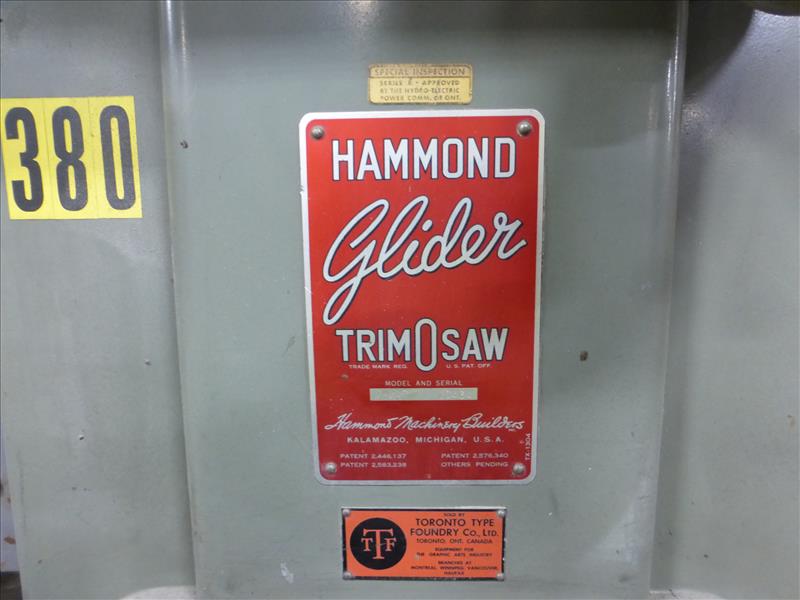 SPECIAL INSPECTION
SERIES A - APPROVED
BY THE HYDRO-ELECTRIC
POWER COMM. OF ONT.
380
HAMMOND
Glider
TRIMOSAW
TRADE MARK REG. U.S. PAT. OFF.
MODEL AND SERIAL
Hammond Machinery Builders INC.
KALAMAZOO, MICHIGAN, U.S.A.
PATENT 2,446,137 PATENT 2,576,340
PATENT 2,583,238 OTHERS PENDING
TX-1304
TTF
SOLD BY
TORONTO TYPE
FOUNDRY Co., LTD.
TORONTO, ONT. CANADA
EQUIPMENT FOR
THE GRAPHIC ARTS INDUSTRY
BRANCHES AT
MONTREAL, WINNIPEG, VANCOUVER,
HALIFAX